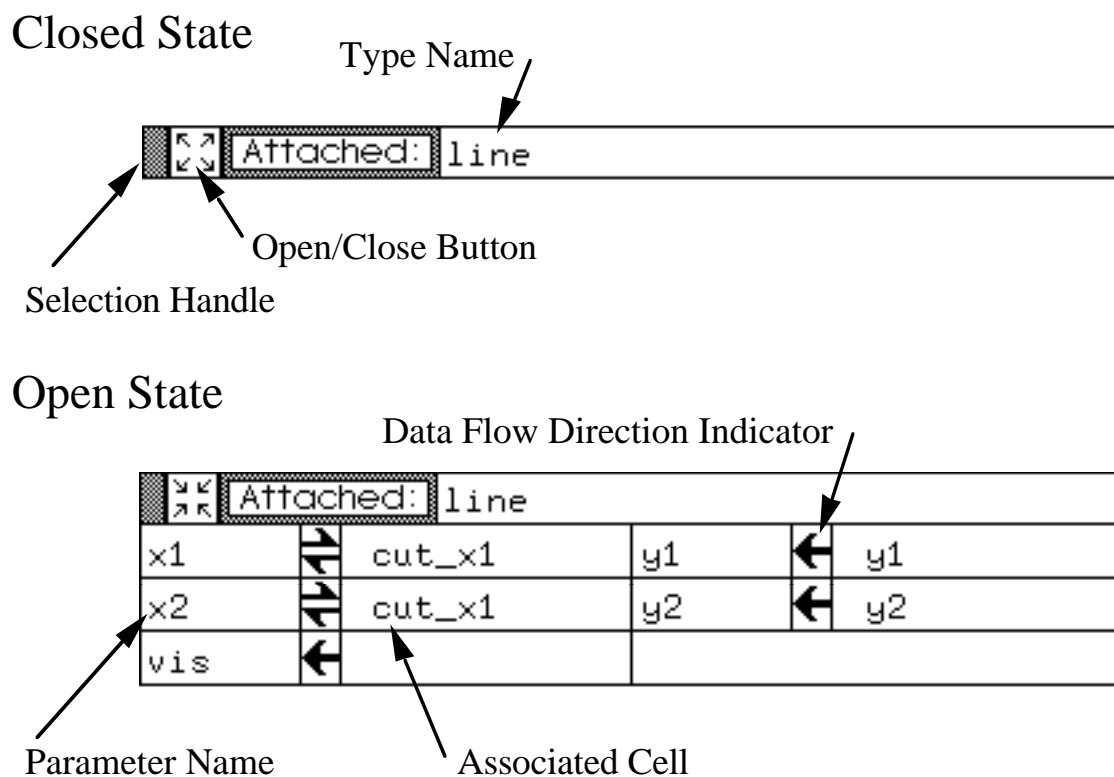 Closed State
Type Name
Attached: line
Open/Close Button
Selection Handle
Open State
Data Flow Direction Indicator
Attached: line
x1 cut_x1 y1 y1
x2 cut_x1 y2 y2
vis
Parameter Name Associated Cell